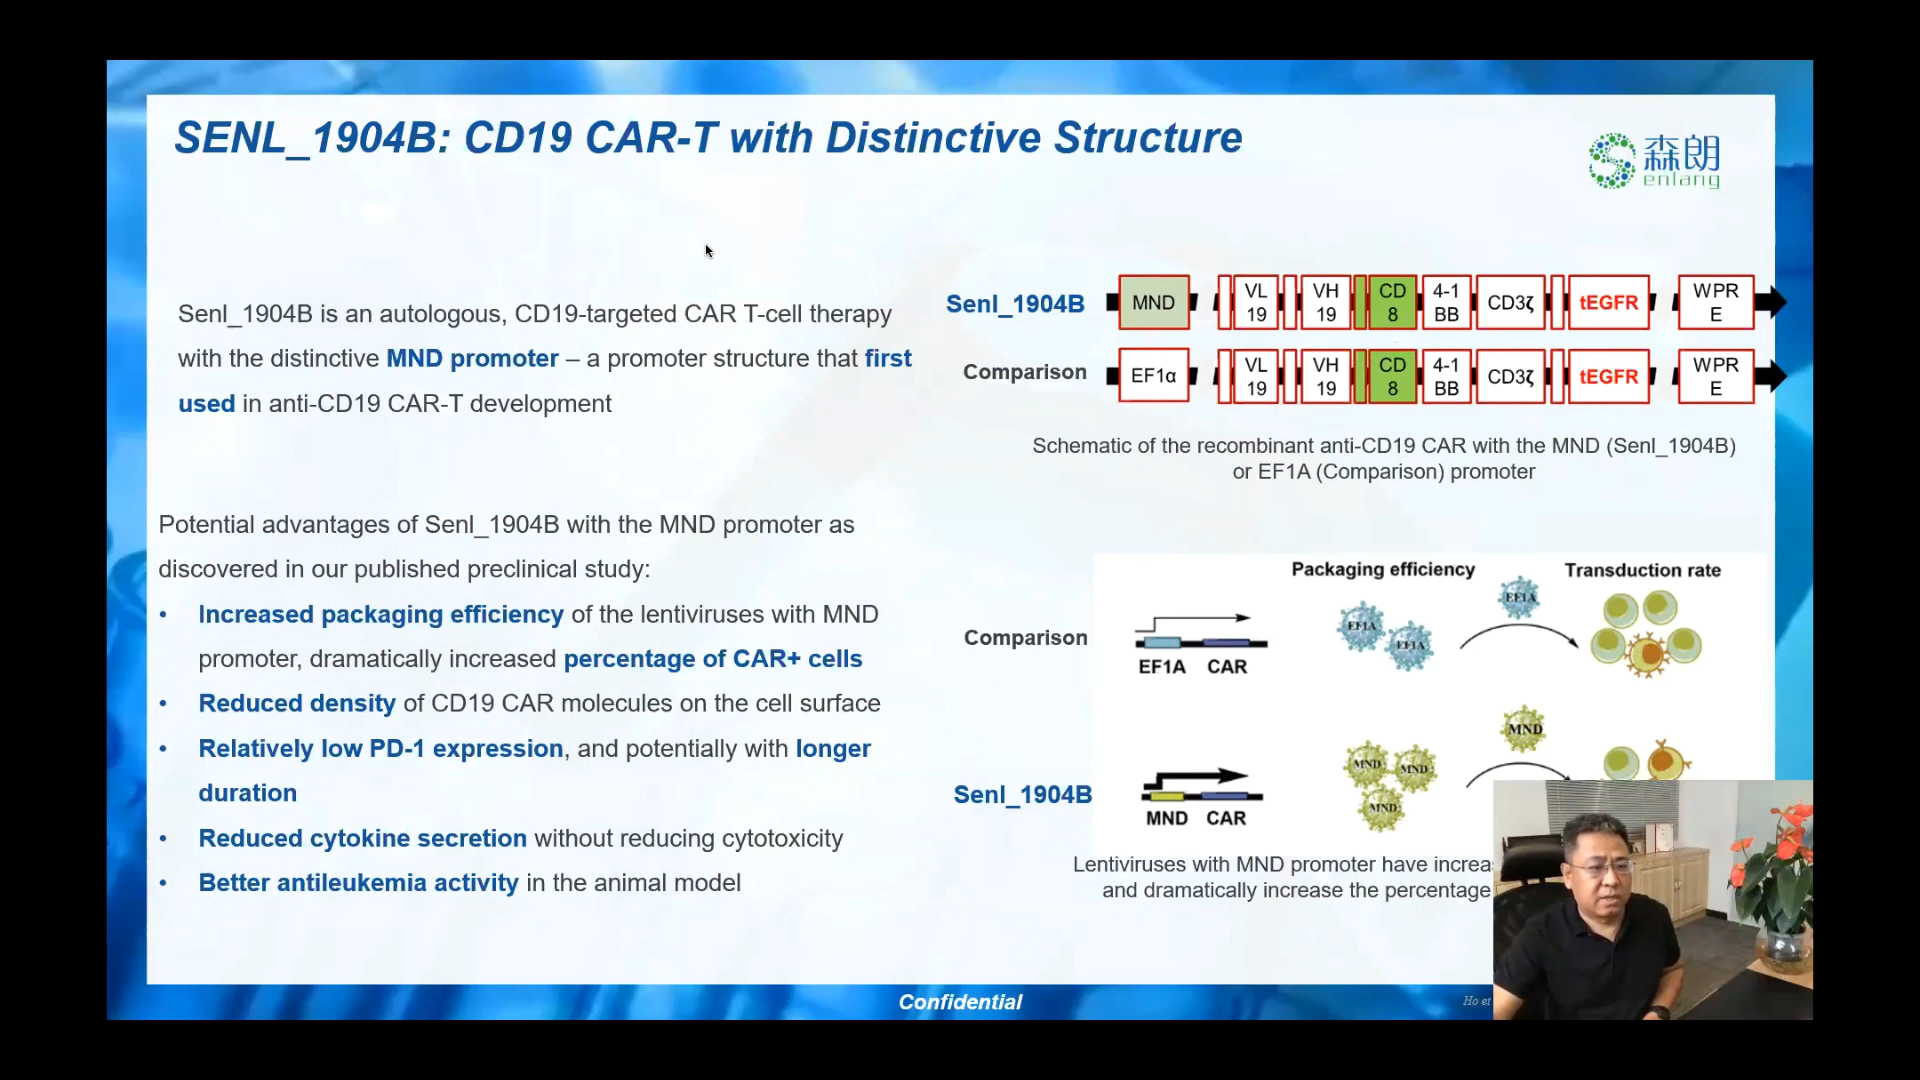 SENL_1904B: CD19 CAR-T with Distinctive Structure
森朗
enlang
Senl_1904B is an autologous, CD19-targeted CAR T-cell therapy
with the distinctive MND promoter – a promoter structure that first
used in anti-CD19 CAR-T development
Senl_1904B
MND
VL
19
VH
19
CD
8
4-1
BB
CD3ζ
tEGFR
WPR
E
Comparison
EF1α
VL
19
VH
19
CD
8
4-1
BB
CD3ζ
tEGFR
WPR
E
Schematic of the recombinant anti-CD19 CAR with the MND (Senl_1904B)
or EF1A (Comparison) promoter
Potential advantages of Senl_1904B with the MND promoter as
discovered in our published preclinical study:
• Increased packaging efficiency of the lentiviruses with MND
promoter, dramatically increased percentage of CAR+ cells
• Reduced density of CD19 CAR molecules on the cell surface
• Relatively low PD-1 expression, and potentially with longer
duration
• Reduced cytokine secretion without reducing cytotoxicity
• Better antileukemia activity in the animal model
Packaging efficiency
Transduction rate
Comparison
EF1A CAR
EF1A
EF1A
EF1A
Senl_1904B
MND CAR
MND
MND
MND
MND
Lentiviruses with MND promoter have increa
and dramatically increase the percentage
Confidential
Ho et